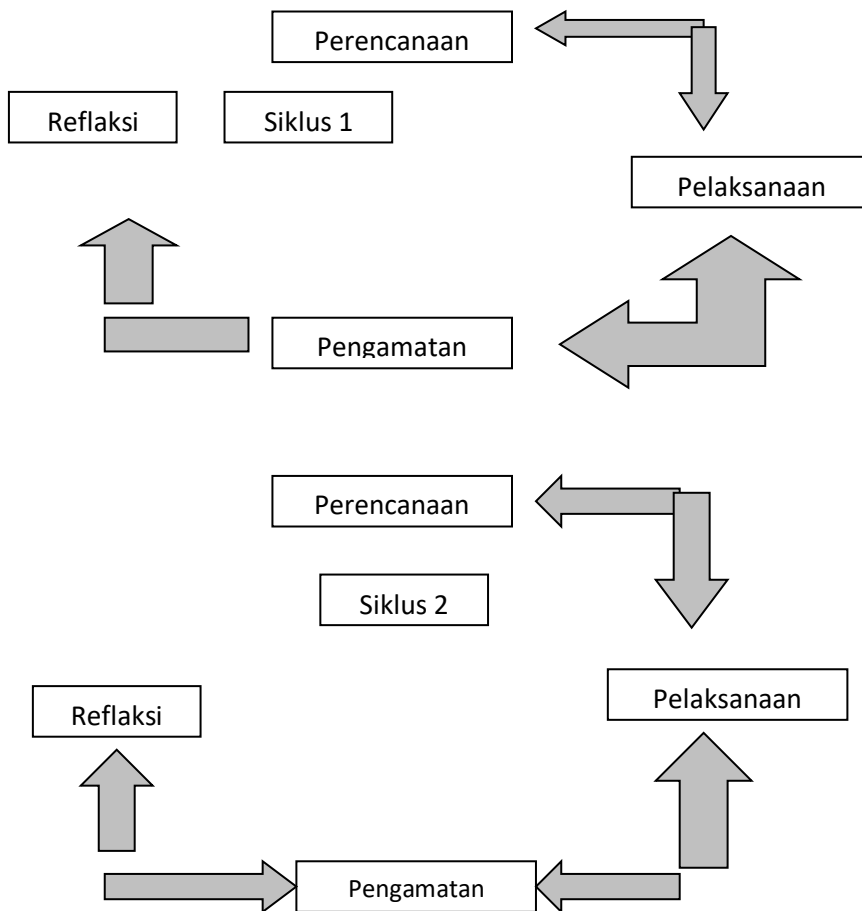 Perencanaan
Reflaksi
Siklus 1
Pelaksanaan
Pengamatan
Perencanaan
Siklus 2
Reflaksi
Pelaksanaan
Pengamatan